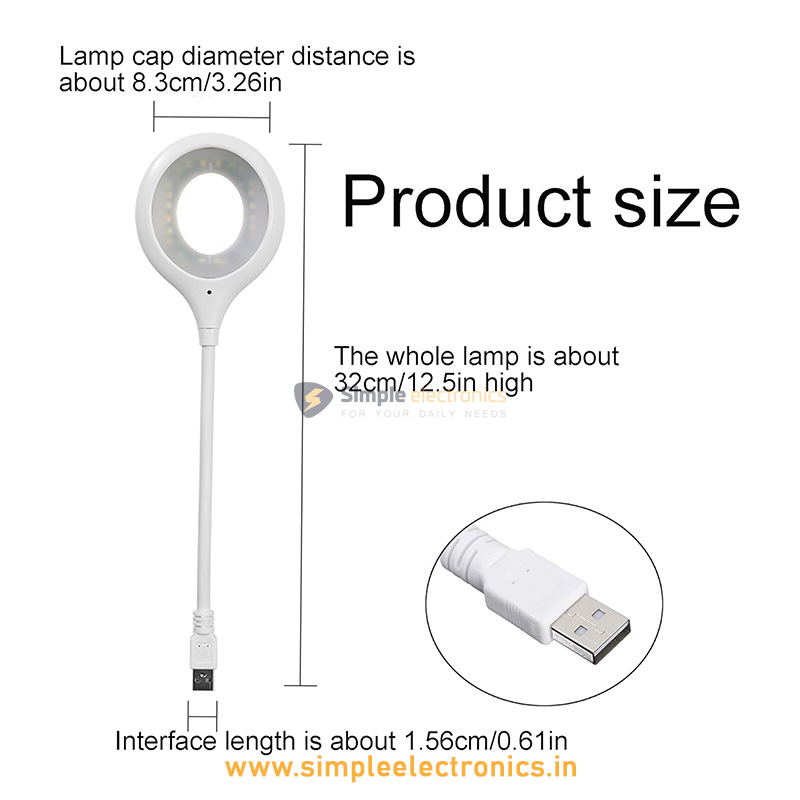 Lamp cap diameter distance is
about 8.3cm/3.26in
Product size
The whole lamp is about
32cm/12.5in high
Simple electronics
FOR YOUR DAILY NEEDS
Interface length is about 1.56cm/0.61in
www.simpleelectronics.in